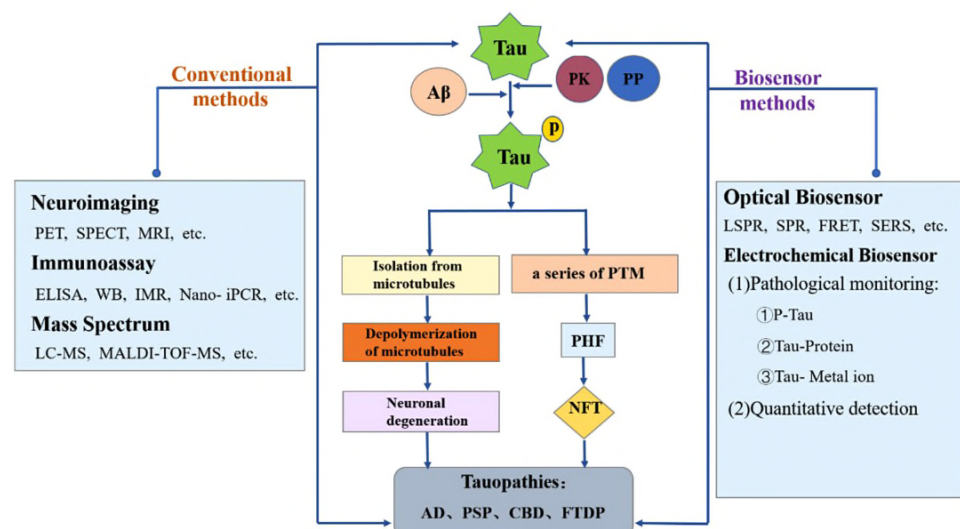 Conventional
methods
Tau
Aβ
PK
PP
Biosensor
methods
Tau
P
Neuroimaging
PET, SPECT, MRI, etc.
Immunoassay
ELISA, WB, IMR, Nano- iPCR, etc.
Mass Spectrum
LC-MS, MALDI-TOF-MS, etc.
Isolation from
microtubules
Depolymerization
of microtubules
Neuronal
degeneration
a series of PTM
PHF
NFT
Tauopathies：
AD、PSP、CBD、FTDP
Optical Biosensor
LSPR, SPR, FRET, SERS, etc.
Electrochemical Biosensor
(1)Pathological monitoring:
①P-Tau
②Tau-Protein
③Tau- Metal ion
(2)Quantitative detection